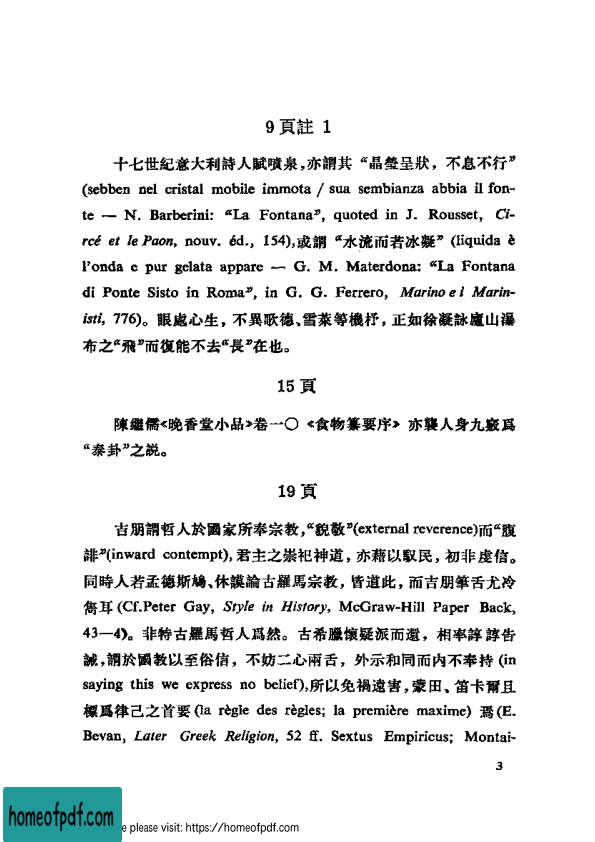 9 頁註 1
十七世紀意大利詩人賦噴泉,亦謂其 “晶瑩呈狀，不息不行”
(sebben nel cristal mobile immota / sua sembianza abbia il fon-
te — N. Barberini: “La Fontana”, quoted in J. Rousset, Ci-
rcé et le Paon, nouv. éd., 154),或謂 “水流而若冰凝” (liquida è
l’onda e pur gelata appare — G. M. Materdona: “La Fontana
di Ponte Sisto in Roma”, in G. G. Ferrero, Marino e i Marin-
isti, 776)。眼處心生，不異歌德、雪萊等機杼，正如徐凝詠廬山瀑
布之“飛”而復能不去“長”在也。
15 頁
陳繼儒《晚香堂小品》卷一〇《食物纂要序》亦襲人身九竅爲
“泰卦”之説。
19 頁
吉朋謂哲人於國家所奉宗教,“貌敬”(external reverence)而“腹
誹”(inward contempt),君主之崇祀神道，亦藉以馭民，初非虔信。
同時人若孟德斯鳩、休謨論古羅馬宗教，皆道此，而吉朋筆舌尤冷
雋耳(Cf.Peter Gay, Style in History, McGraw-Hill Paper Back,
43—4)。非特古羅馬哲人爲然。古希臘懷疑派而還，相率諄諄告
誡,謂於國教以至俗信，不妨二心兩舌，外示和同而内不奉持 (in
saying this we express no belief),所以免禍遠害,蒙田、笛卡爾且
標爲律己之首要(la règle des règles; la première maxime) 焉(E.
Bevan, Later Greek Religion, 52 ff. Sextus Empiricus; Montai-
3
homeofpdf.com
e please visit: https://homeofpdf.com